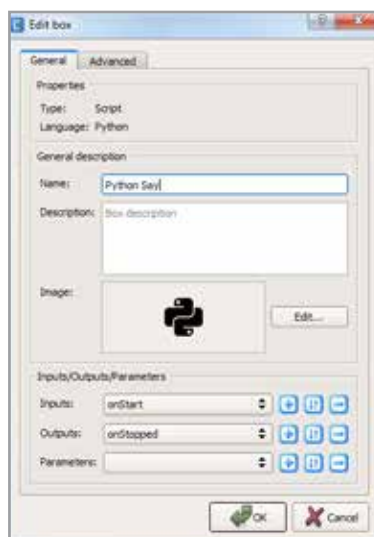 Edit box
General Advanced
Properties
Type: Script
Language: Python
General description
Name: Python Say
Description: Box description
Image:
Edit...
Inputs/Outputs/Parameters
Inputs: onStart
Outputs: onStopped
Parameters:
OK Cancel